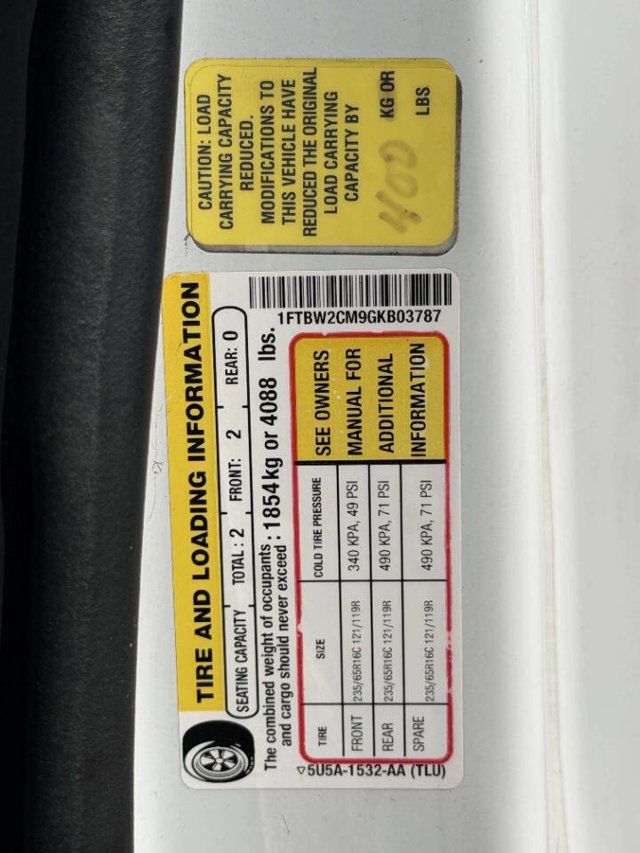 CAUTION: LOAD
CARRYING CAPACITY
REDUCED.
MODIFICATIONS TO
THIS VEHICLE HAVE
REDUCED THE ORIGINAL
LOAD CARRYING
CAPACITY BY
400 KG OR
LBS
TIRE AND LOADING INFORMATION
SEATING CAPACITY TOTAL : 2 FRONT: 2 REAR: 0
The combined weight of occupants
and cargo should never exceed : 1854kg or 4088 lbs.
1FTBW2CM9GKB03787
TIRE SIZE COLD TIRE PRESSURE
FRONT 235/65R16C 121/119R 340 KPA, 49 PSI
REAR 235/65R16C 121/119R 490 KPA, 71 PSI
SPARE 235/65R16C 121/119R 490 KPA, 71 PSI
SEE OWNERS
MANUAL FOR
ADDITIONAL
INFORMATION
▽5U5A-1532-AA (TLU)